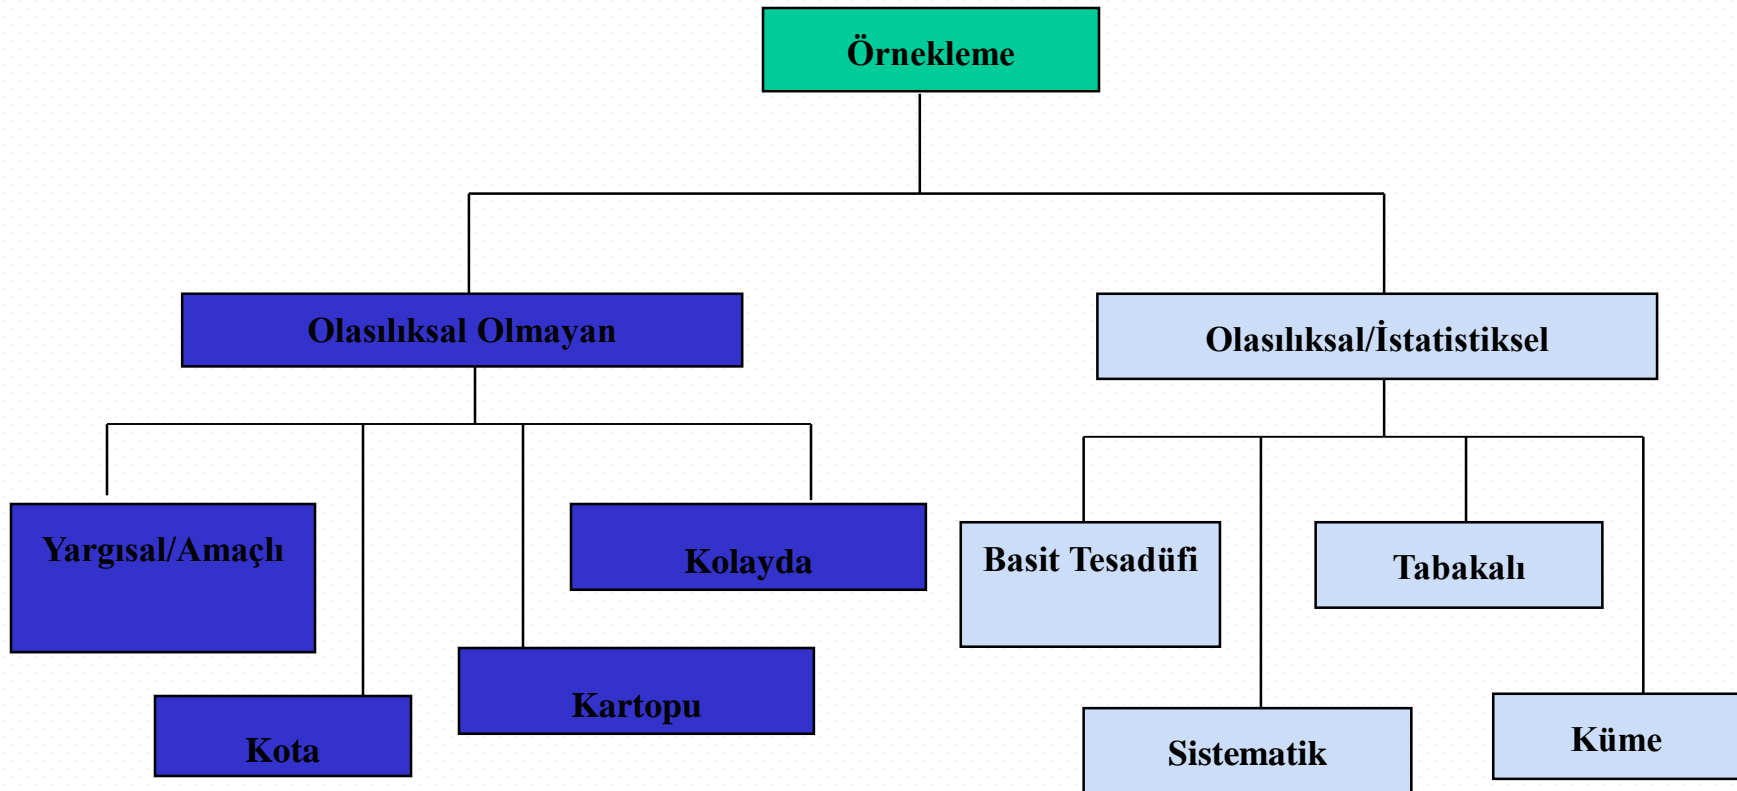 Örnekleme
Olasılıksal Olmayan
Olasılıksal/İstatistiksel
Yargısal/Amaçlı
Kolayda
Basit Tesadüfi
Tabakalı
Kota
Kartopu
Sistematik
Küme